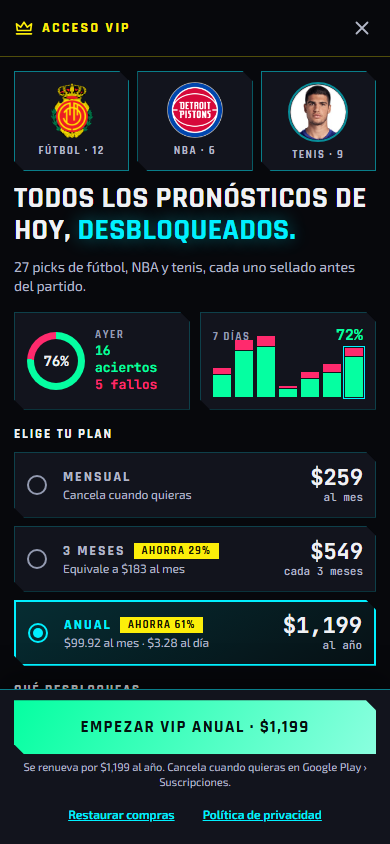 ACCESO VIP
DETROIT
PISTONS
FÚTBOL · 12
NBA · 6
TENIS · 9
TODOS LOS PRONÓSTICOS DE
HOY, DESBLOQUEADOS.
27 picks de fútbol, NBA y tenis, cada uno sellado antes
del partido.
76%
AYER
16
aciertos
5 fallos
7 DÍAS
72%
ELIGE TU PLAN
MENSUAL
Cancela cuando quieras
$259
al mes
3 MESES AHORRA 29%
Equivale a $183 al mes
$549
cada 3 meses
ANUAL AHORRA 61%
$99.92 al mes · $3.28 al día
$1,199
al año
QUÉ DESBLOQUEAS
EMPEZAR VIP ANUAL · $1,199
Se renueva por $1,199 al año. Cancela cuando quieras en Google Play ›
Suscripciones.
Restaurar compras
Política de privacidad